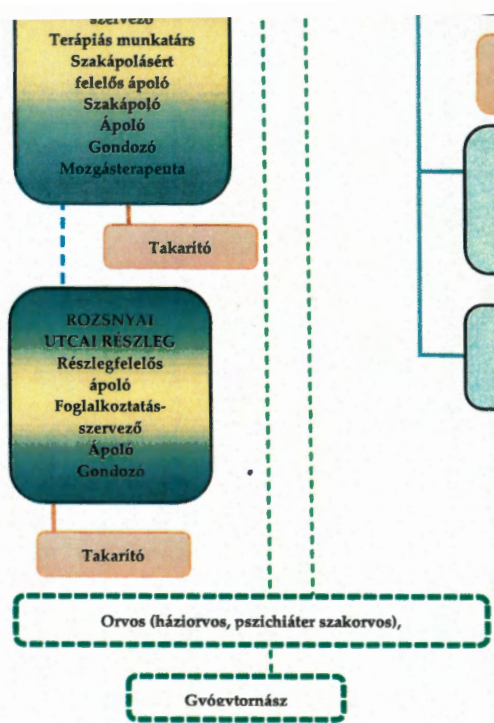 szervező
Terápiás munkatárs
Szakápolásért
felelős ápoló
Szakápoló
Ápoló
Gondozó
Mozgásterapeuta
Takarító
ROZSNYAI
UTCAI RÉSZLEG
Részlegfelelős
ápoló
Foglalkoztatás-
szervező
Ápoló
Gondozó
Takarító
Orvos (háziorvos, pszichiáter szakorvos),
Gyógytornász